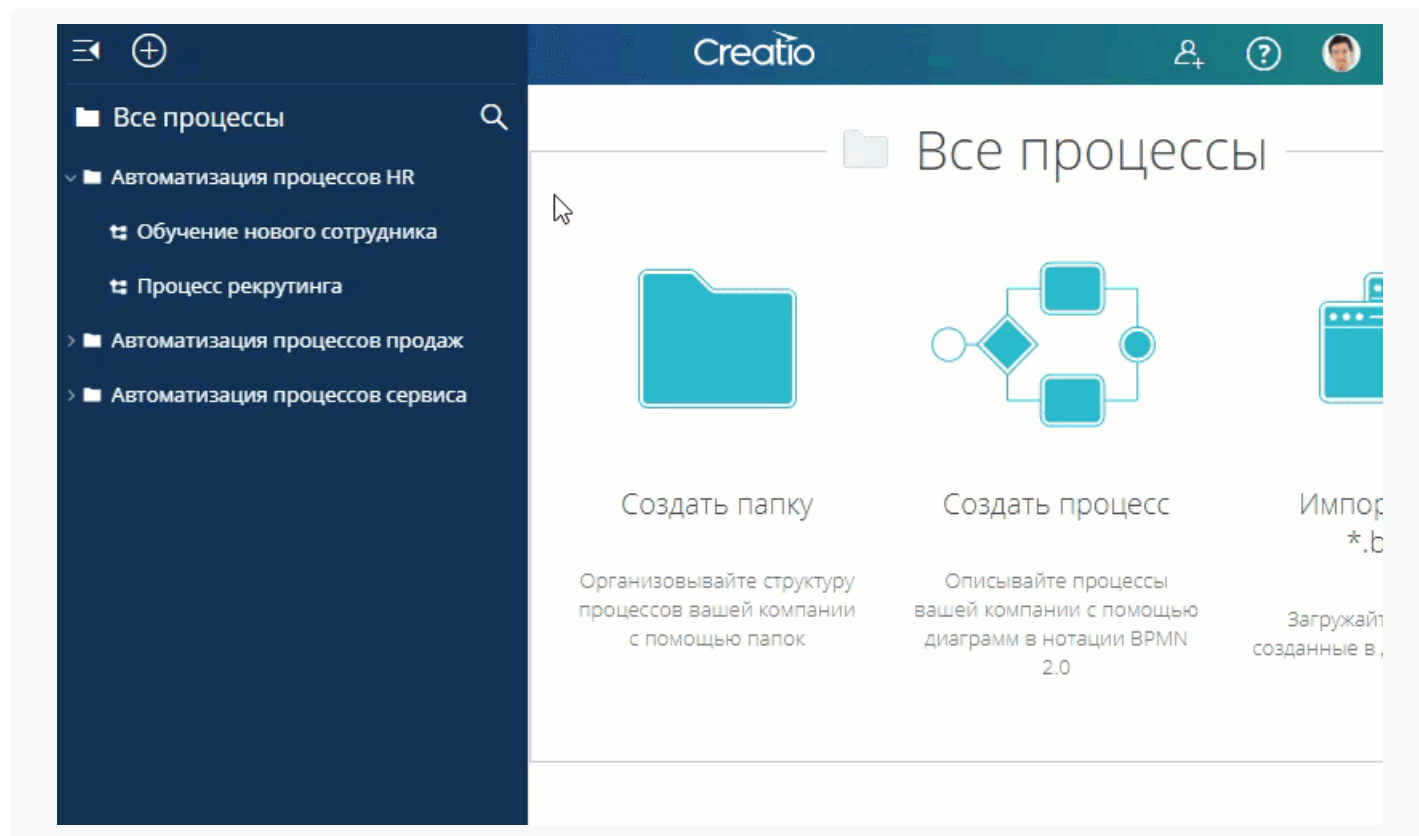 Creatio
Все процессы
Автоматизация процессов HR
Обучение нового сотрудника
Процесс рекрутинга
Автоматизация процессов продаж
Автоматизация процессов сервиса
Все процессы
Создать папку
Организовывайте структуру
процессов вашей компании
с помощью папок
Создать процесс
Описывайте процессы
вашей компании с помощью
диаграмм в нотации BPMN
2.0
созданные в